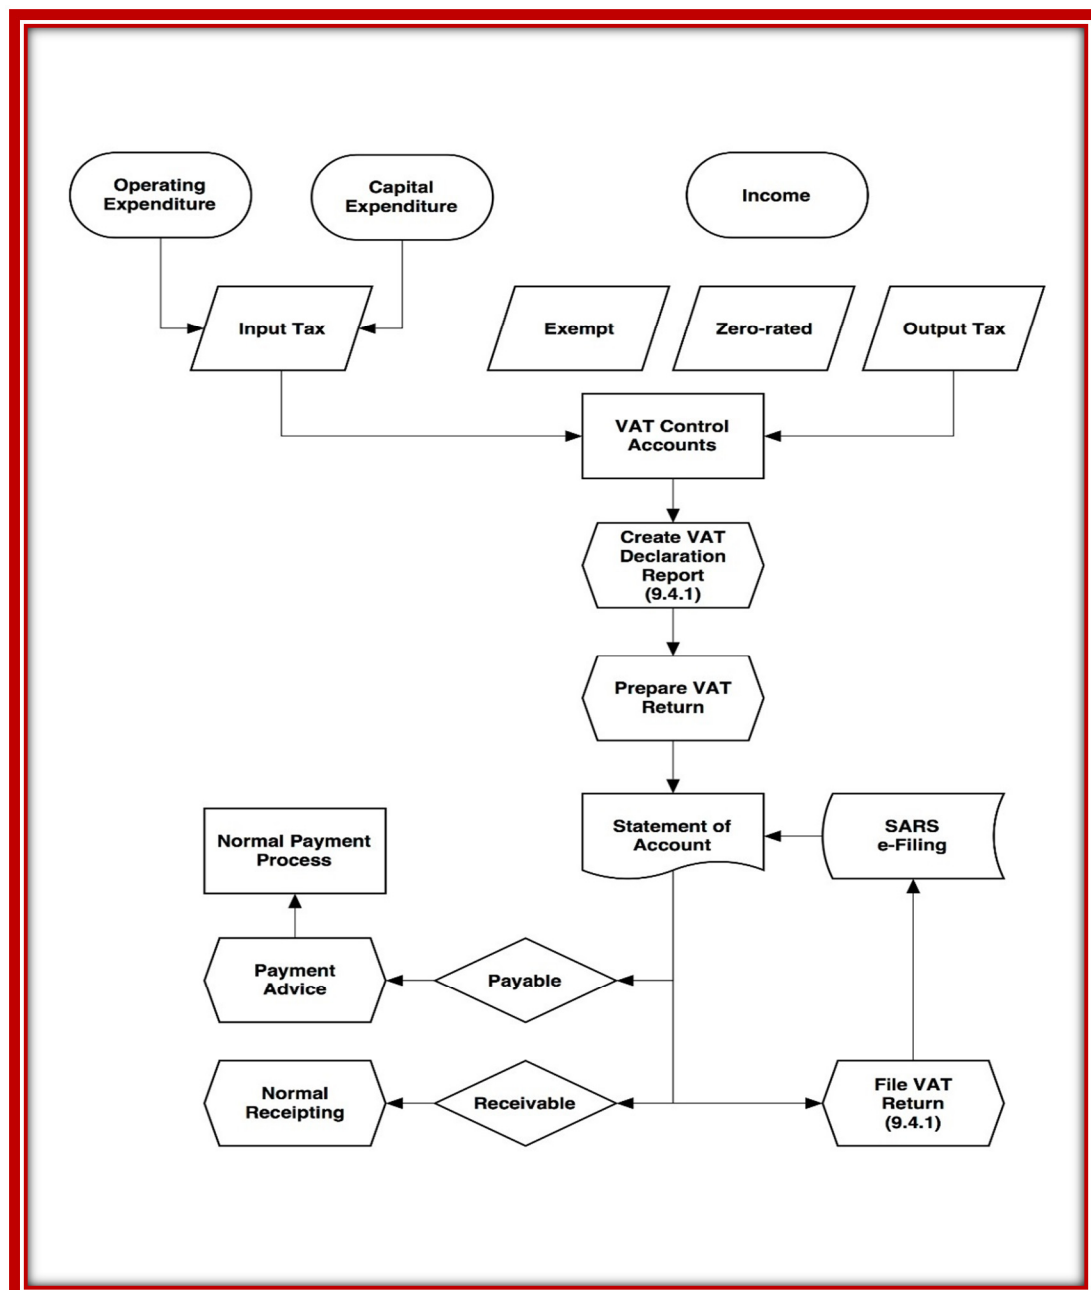 Operating
Expenditure
Capital
Expenditure
Income
Input Tax
Exempt
Zero-rated
Output Tax
VAT Control
Accounts
Create VAT
Declaration
Report
(9.4.1)
Prepare VAT
Return
Statement of
Account
SARS
e-Filing
Normal Payment
Process
Payment
Advice
Payable
Normal
Receipting
Receivable
File VAT
Return
(9.4.1)